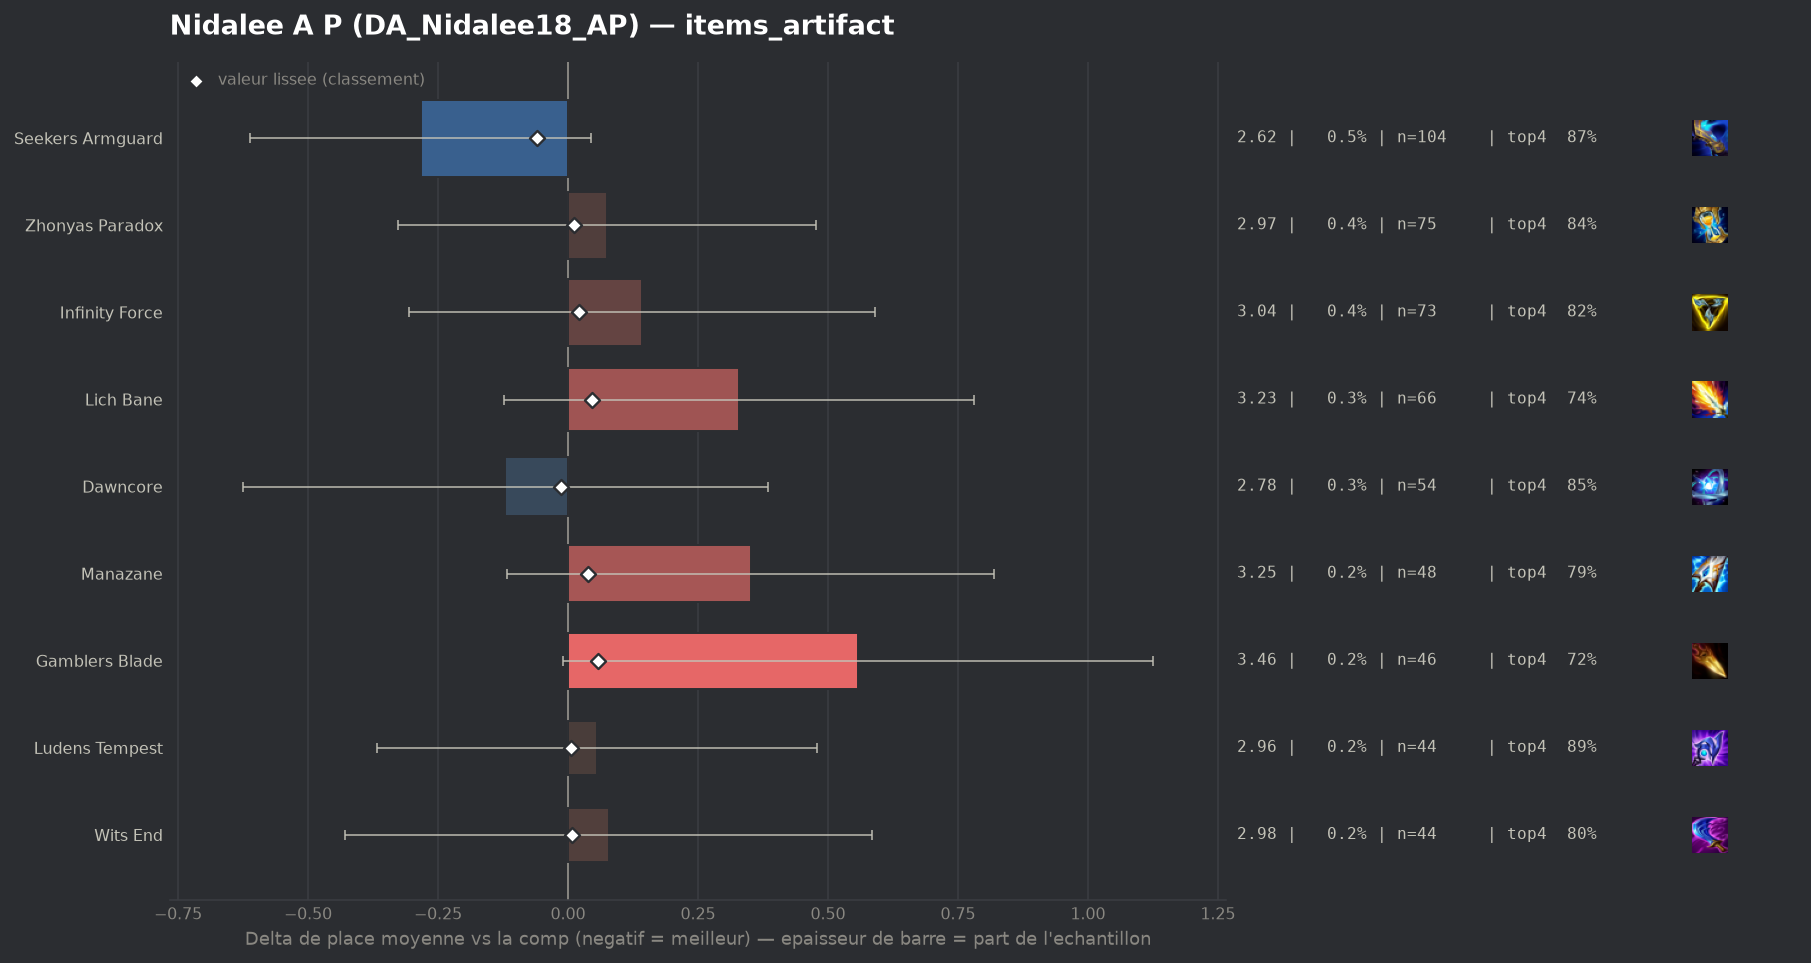 Nidalee A P (DA_Nidalee18_AP) — items_artifact
valeur lissee (classement)
Seekers Armguard 2.62 | 0.5% | n=104 | top4 87%
Zhonyas Paradox 2.97 | 0.4% | n=75 | top4 84%
Infinity Force 3.04 | 0.4% | n=73 | top4 82%
Lich Bane 3.23 | 0.3% | n=66 | top4 74%
Dawncore 2.78 | 0.3% | n=54 | top4 85%
Manazane 3.25 | 0.2% | n=48 | top4 79%
Gamblers Blade 3.46 | 0.2% | n=46 | top4 72%
Ludens Tempest 2.96 | 0.2% | n=44 | top4 89%
Wits End 2.98 | 0.2% | n=44 | top4 80%
−0.75 −0.50 −0.25 0.00 0.25 0.50 0.75 1.00 1.25
Delta de place moyenne vs la comp (negatif = meilleur) — epaisseur de barre = part de l'echantillon